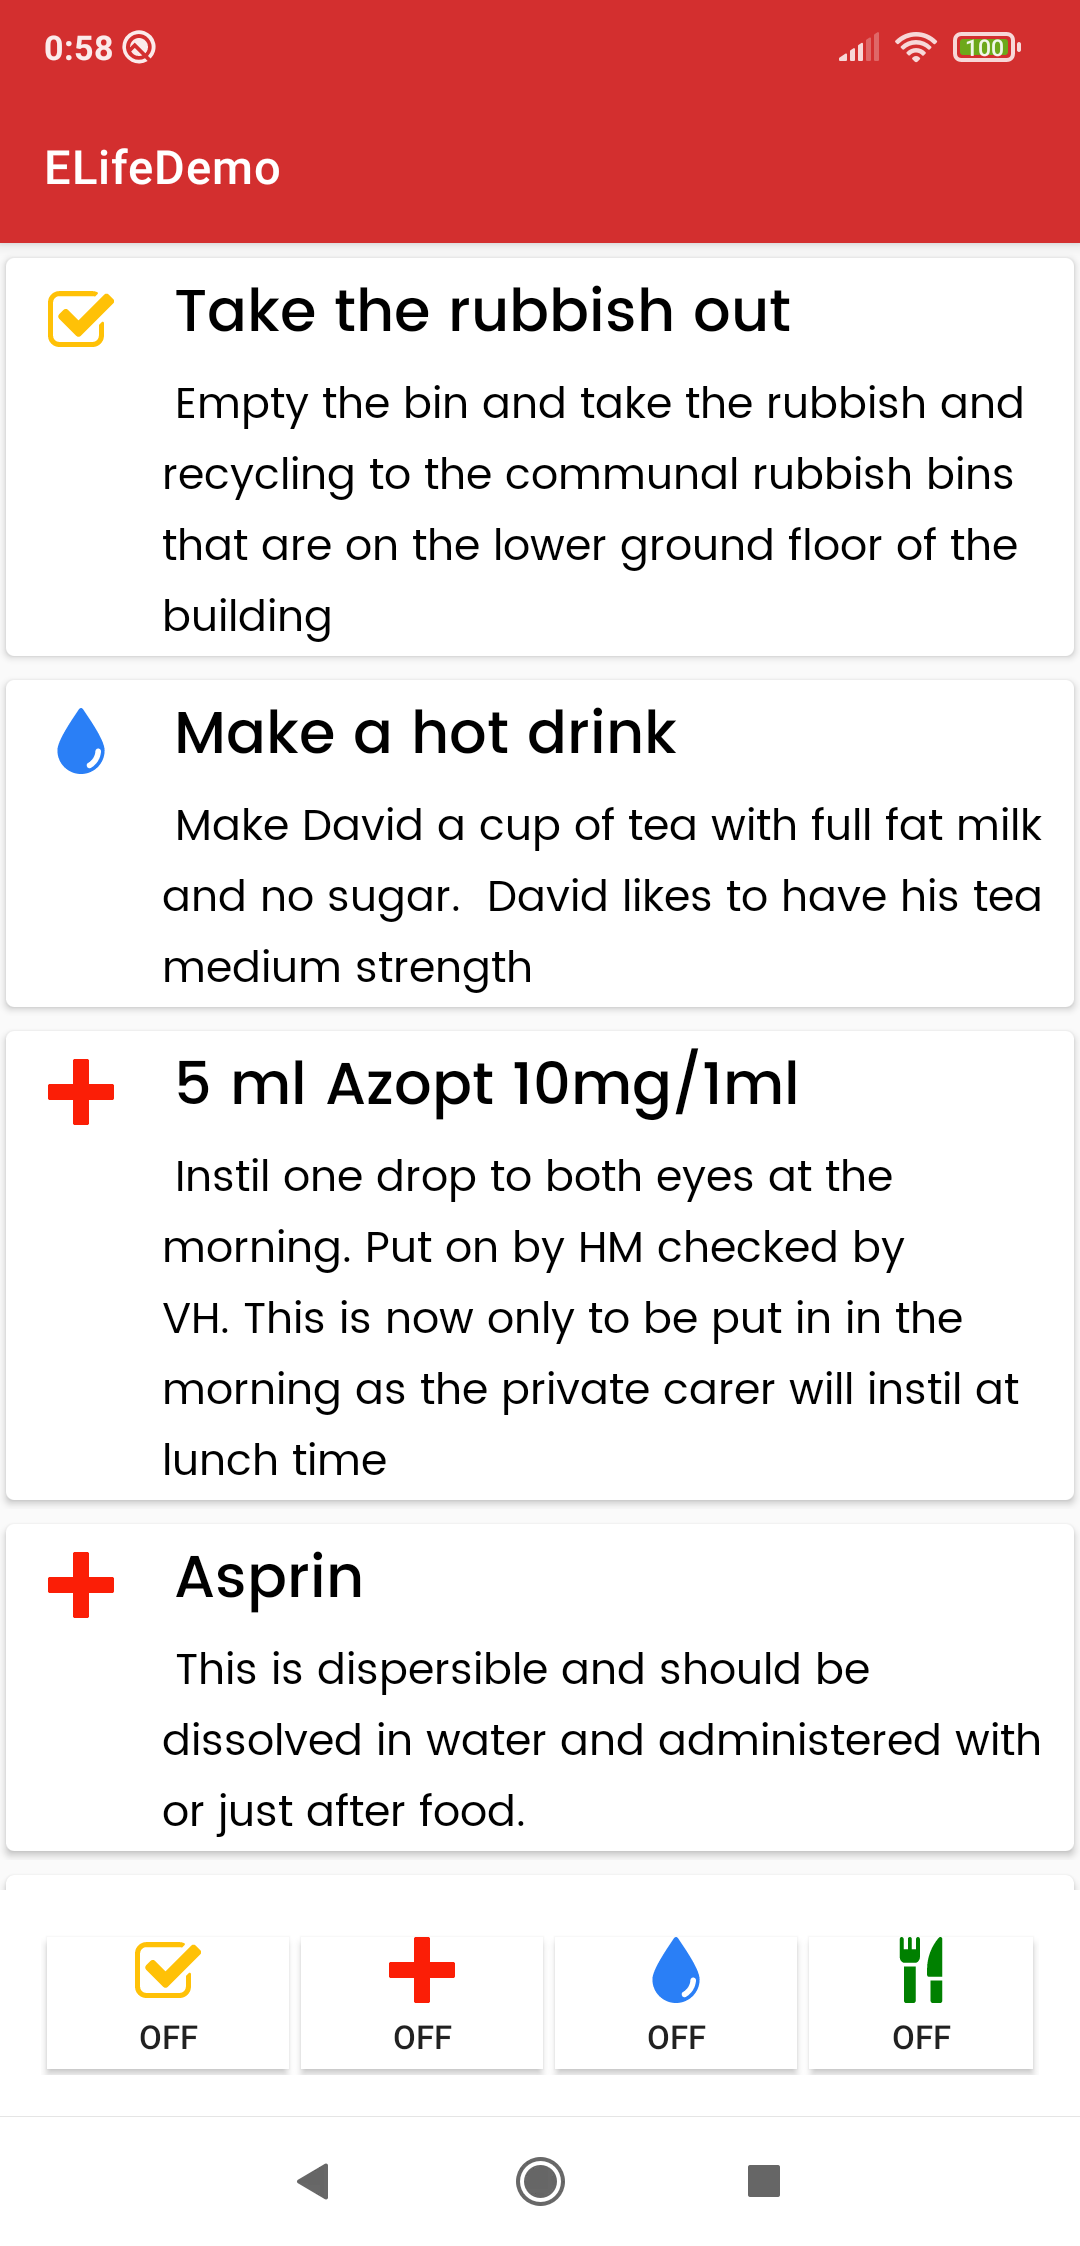 0:58
100
ELifeDemo
Take the rubbish out
Empty the bin and take the rubbish and
recycling to the communal rubbish bins
that are on the lower ground floor of the
building
Make a hot drink
Make David a cup of tea with full fat milk
and no sugar.  David likes to have his tea
medium strength
5 ml Azopt 10mg/1ml
Instil one drop to both eyes at the
morning. Put on by HM checked by
VH. This is now only to be put in in the
morning as the private carer will instil at
lunch time
Asprin
This is dispersible and should be
dissolved in water and administered with
or just after food.
OFF OFF OFF OFF